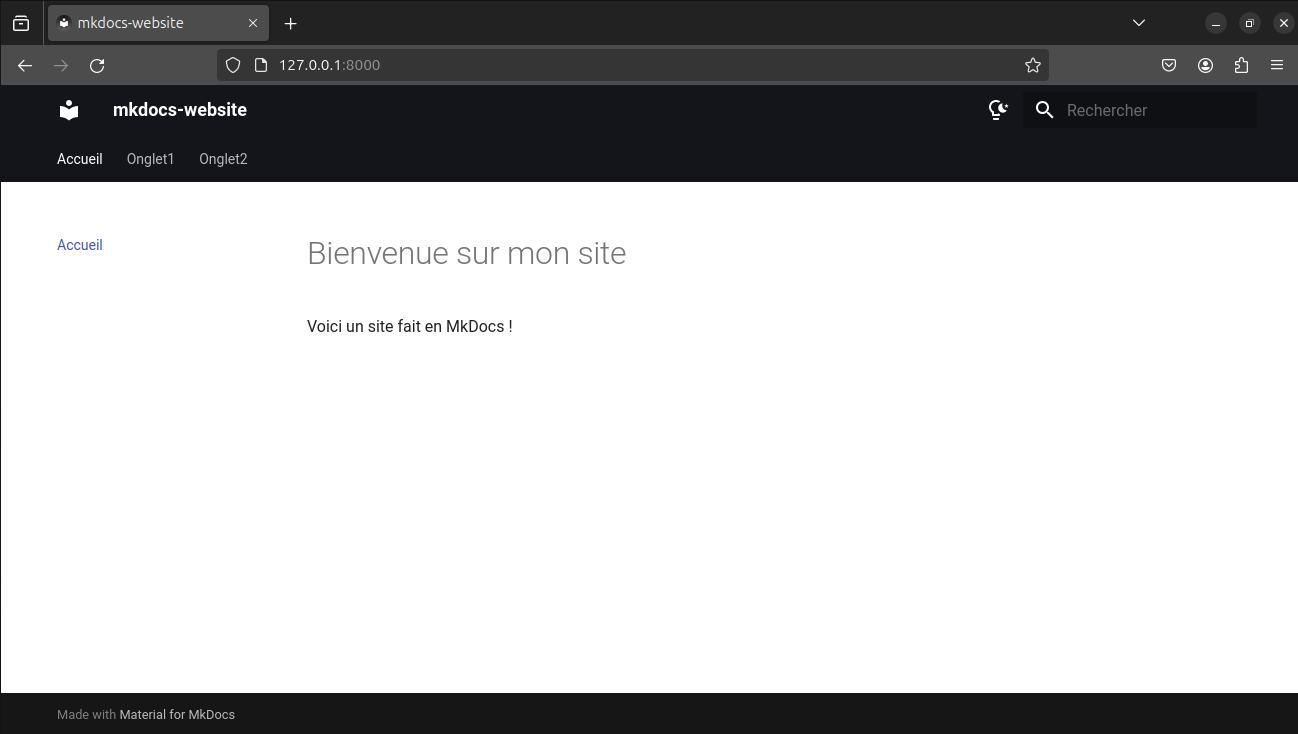 mkdocs-website
127.0.0.1:8000
mkdocs-website
Rechercher
Accueil Onglet1 Onglet2
Accueil
Bienvenue sur mon site
Voici un site fait en MkDocs !
Made with Material for MkDocs